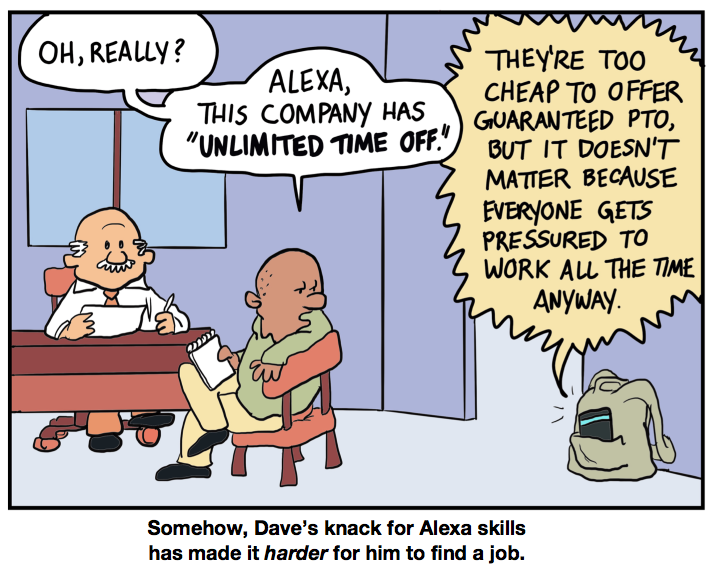 OH, REALLY?
ALEXA,
THIS COMPANY HAS
"UNLIMITED TIME OFF."
THEY'RE TOO
CHEAP TO OFFER
GUARANTEED PTO,
BUT IT DOESN'T
MATTER BECAUSE
EVERYONE GETS
PRESSURED TO
WORK ALL THE TIME
ANYWAY.
Somehow, Dave's knack for Alexa skills
has made it harder for him to find a job.